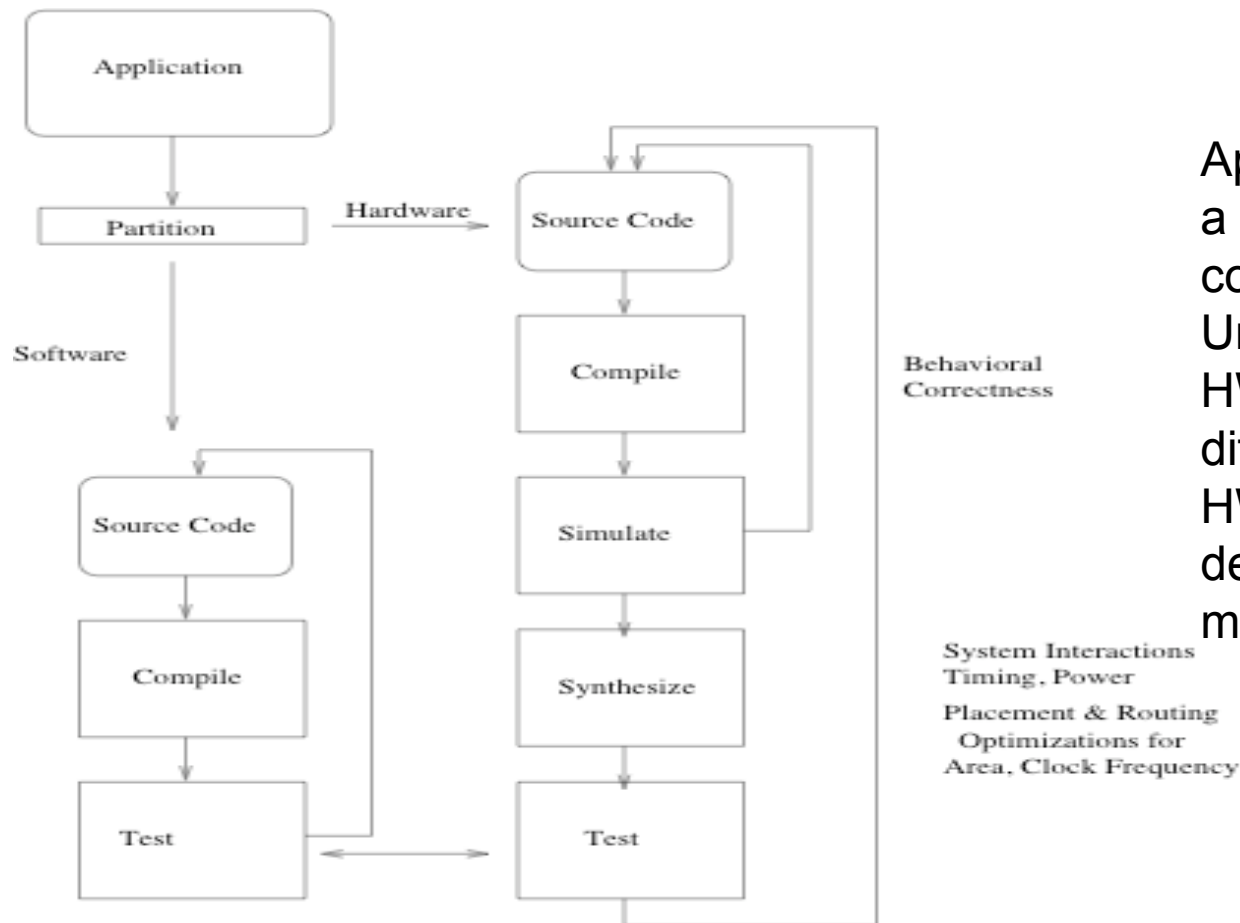 Application
Partition
Hardware
Software
Source Code
Compile
Test
Source Code
Compile
Simulate
Synthesize
Test
Behavioral
Correctness
System Interactions
Timing, Power
Placement & Routing
Optimizations for
Area, Clock Frequency
a